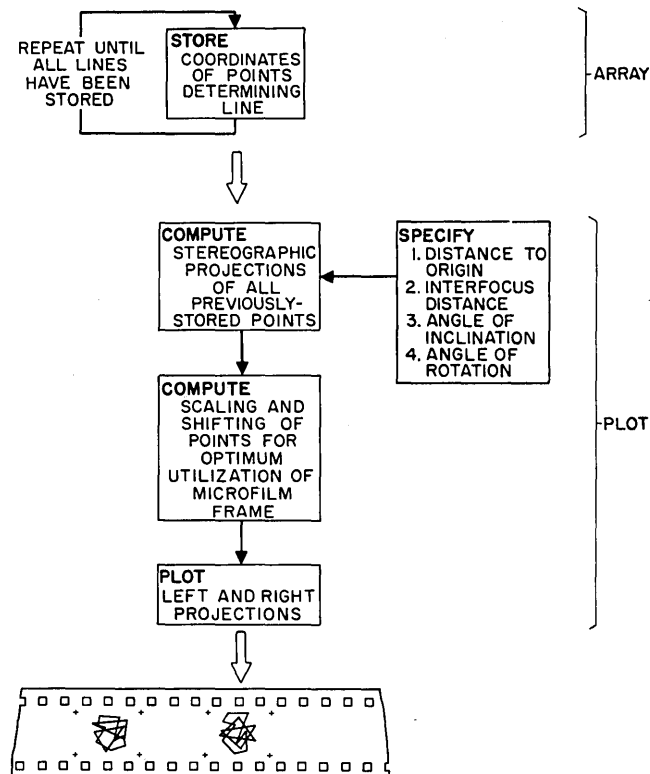 REPEAT UNTIL
ALL LINES
HAVE BEEN
STORED
STORE
COORDINATES
OF POINTS
DETERMINING
LINE
ARRAY
COMPUTE
STEREOGRAPHIC
PROJECTIONS
OF ALL
PREVIOUSLY-
STORED POINTS
SPECIFY
1. DISTANCE TO
ORIGIN
2. INTERFOCUS
DISTANCE
3. ANGLE OF
INCLINATION
4. ANGLE OF
ROTATION
COMPUTE
SCALING AND
SHIFTING OF
POINTS FOR
OPTIMUM
UTILIZATION OF
MICROFILM
FRAME
PLOT
PLOT
LEFT AND RIGHT
PROJECTIONS